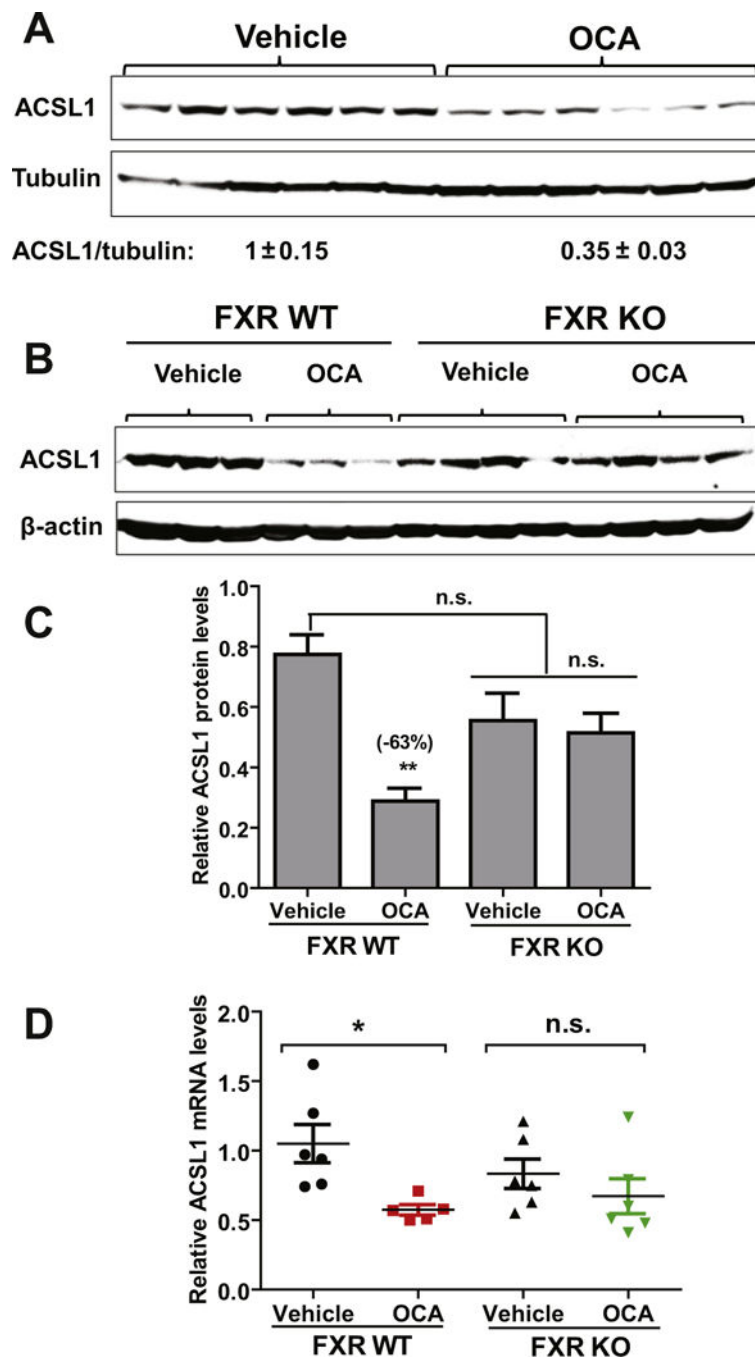 A
Vehicle OCA
ACSL1
Tubulin
ACSL1/tubulin: 1±0.15 0.35 ± 0.03
FXR WT FXR KO
B
Vehicle OCA Vehicle OCA
ACSL1
β-actin
C
Relative ACSL1 protein levels
1.0
0.8
0.6
0.4
0.2
0.0
n.s.
n.s.
(-63%)
**
Vehicle OCA Vehicle OCA
FXR WT FXR KO
D
Relative ACSL1 mRNA levels
2.0
1.5
1.0
0.5
0.0
* n.s.
Vehicle OCA Vehicle OCA
FXR WT FXR KO